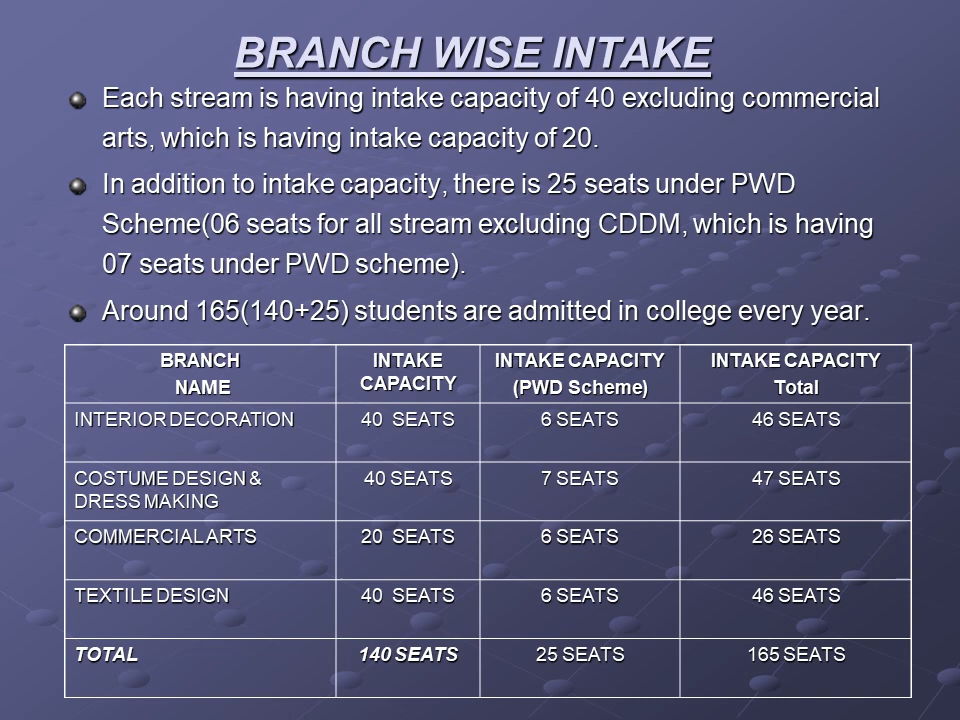 BRANCH WISE INTAKE
Each stream is having intake capacity of 40 excluding commercial
arts, which is having intake capacity of 20.
In addition to intake capacity, there is 25 seats under PWD
Scheme(06 seats for all stream excluding CDDM, which is having
07 seats under PWD scheme).
Around 165(140+25) students are admitted in college every year.
BRANCH NAME INTAKE CAPACITY INTAKE CAPACITY (PWD Scheme) INTAKE CAPACITY Total
INTERIOR DECORATION 40 SEATS 6 SEATS 46 SEATS
COSTUME DESIGN & DRESS MAKING 40 SEATS 7 SEATS 47 SEATS
COMMERCIAL ARTS 20 SEATS 6 SEATS 26 SEATS
TEXTILE DESIGN 40 SEATS 6 SEATS 46 SEATS
TOTAL 140 SEATS 25 SEATS 165 SEATS